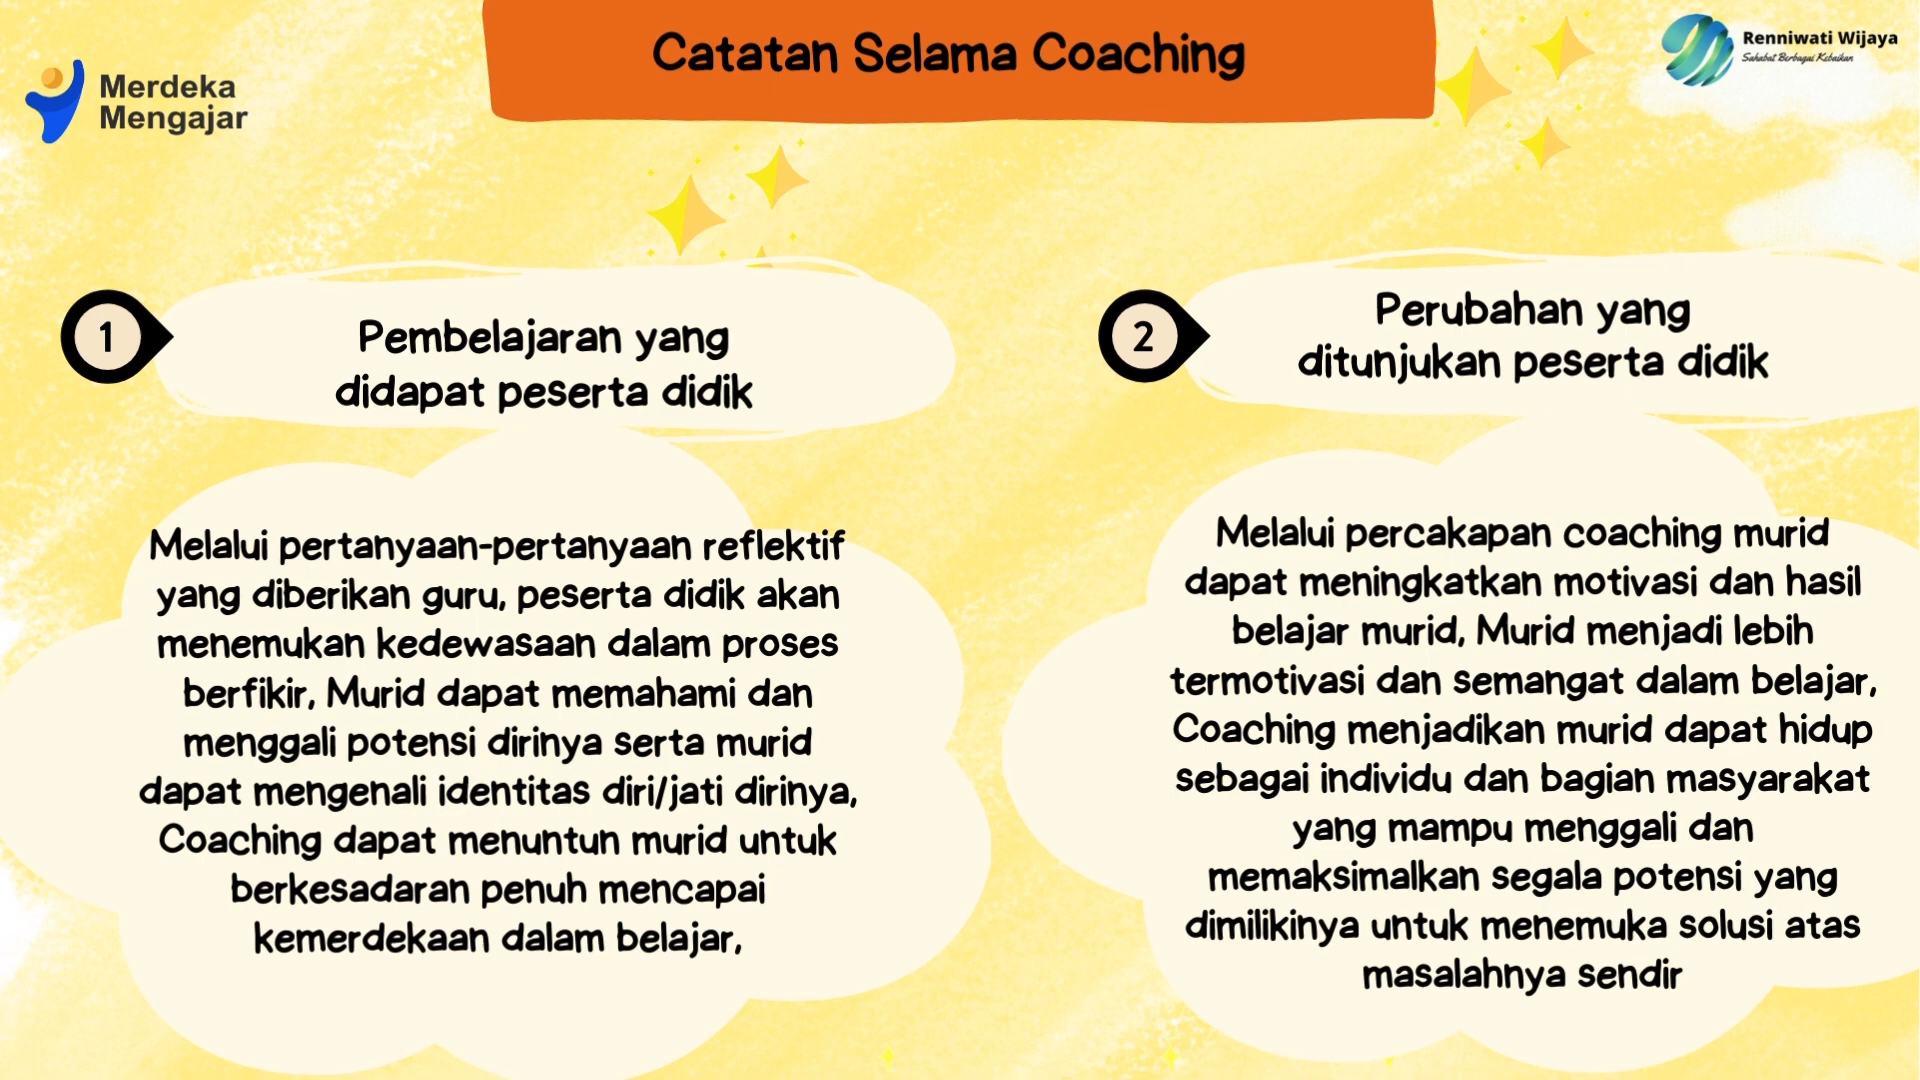 Catatan Selama Coaching
Merdeka
Mengajar
Renniwati Wijaya
Sahabat Berbagai Kebaikan
1
Pembelajaran yang
didapat peserta didik
Melalui pertanyaan-pertanyaan reflektif
yang diberikan guru, peserta didik akan
menemukan kedewasaan dalam proses
berfikir, Murid dapat memahami dan
menggali potensi dirinya serta murid
dapat mengenali identitas diri/jati dirinya,
Coaching dapat menuntun murid untuk
berkesadaran penuh mencapai
kemerdekaan dalam belajar,
2
Perubahan yang
ditunjukan peserta didik
Melalui percakapan coaching murid
dapat meningkatkan motivasi dan hasil
belajar murid, Murid menjadi lebih
termotivasi dan semangat dalam belajar,
Coaching menjadikan murid dapat hidup
sebagai individu dan bagian masyarakat
yang mampu menggali dan
memaksimalkan segala potensi yang
dimilikinya untuk menemuka solusi atas
masalahnya sendir